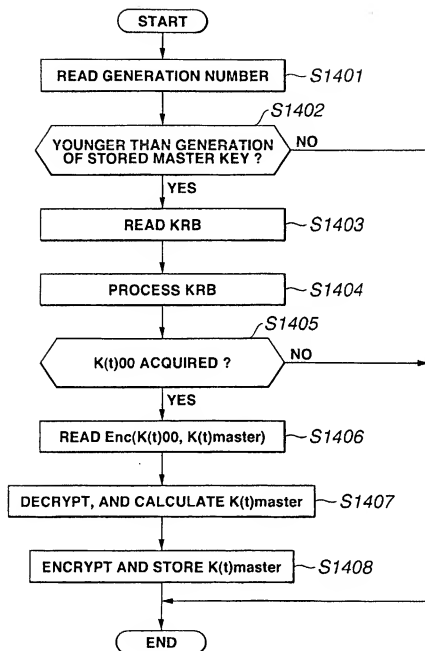 START
READ GENERATION NUMBER
S1401
S1402
YOUNGER THAN GENERATION
OF STORED MASTER KEY ?
NO
YES
READ KRB
S1403
PROCESS KRB
S1404
S1405
K(t)00 ACQUIRED ?
NO
YES
READ Enc(K(t)00, K(t)master)
S1406
DECRYPT, AND CALCULATE K(t)master
S1407
ENCRYPT AND STORE K(t)master
S1408
END